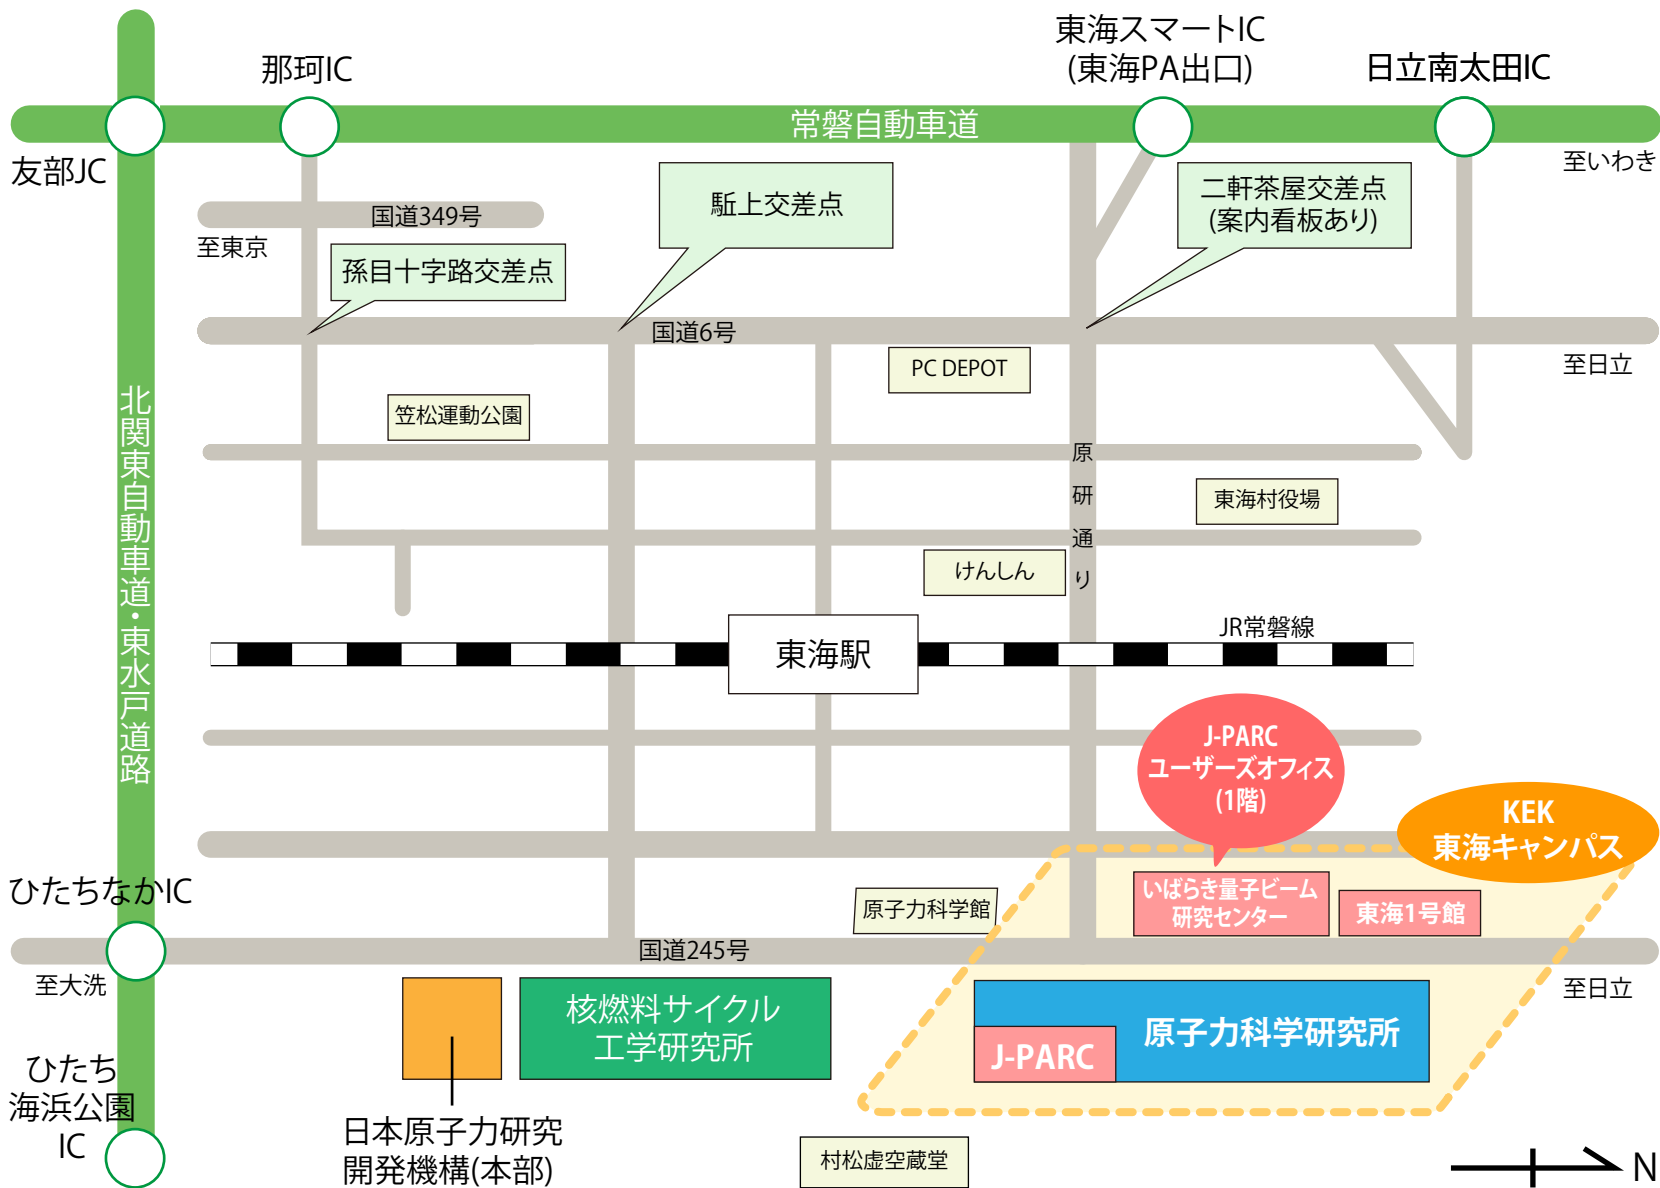 東海スマートIC
(東海PA出口)
那珂IC
日立南太田IC
常磐自動車道
友部JC
至いわき
国道349号
至東京
孫目十字路交差点
駈上交差点
二軒茶屋交差点
(案内看板あり)
国道6号
PC DEPOT
至日立
笠松運動公園
北関東自動車道・東水戸道路
原研通り
東海村役場
けんしん
JR常磐線
東海駅
J-PARC
ユーザーズオフィス
(1階)
KEK
東海キャンパス
ひたちなかIC
いばらき量子ビーム
研究センター
東海1号館
原子力科学館
国道245号
至大洗
至日立
核燃料サイクル
工学研究所
原子力科学研究所
J-PARC
ひたち
海浜公園
IC
日本原子力研究
開発機構(本部)
村松虚空蔵堂
N